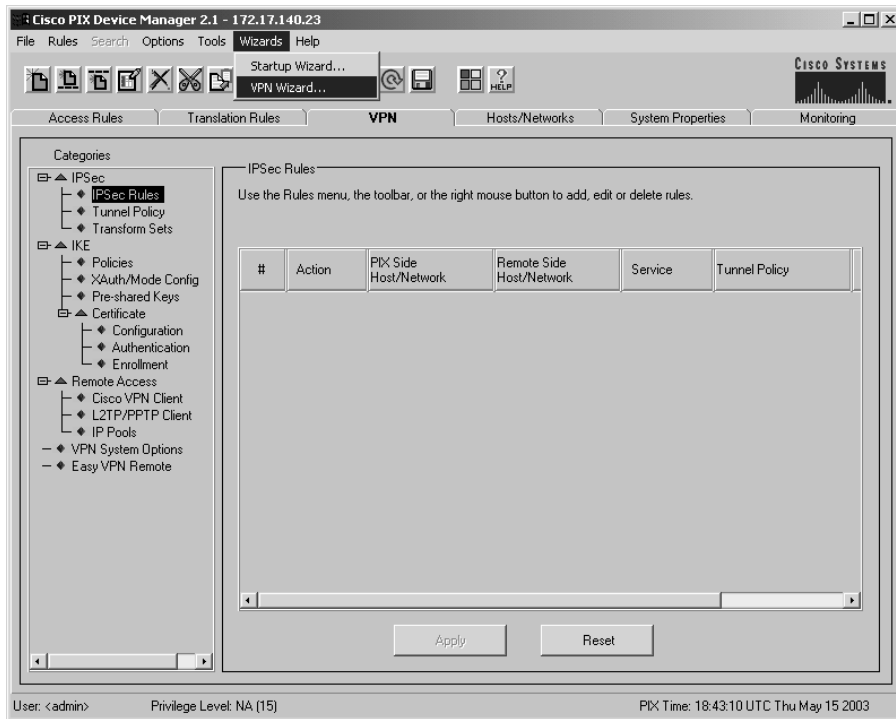 Cisco PIX Device Manager 2.1 - 172.17.140.23
File Rules Search Options Tools Wizards Help
Startup Wizard...
VPN Wizard...
HELP
CISCO SYSTEMS
Access Rules Translation Rules VPN Hosts/Networks System Properties Monitoring
Categories
IPSec
IPSec Rules
Tunnel Policy
Transform Sets
IKE
Policies
XAuth/Mode Config
Pre-shared Keys
Certificate
Configuration
Authentication
Enrollment
Remote Access
Cisco VPN Client
L2TP/PPTP Client
IP Pools
VPN System Options
Easy VPN Remote
IPSec Rules
Use the Rules menu, the toolbar, or the right mouse button to add, edit or delete rules.
# Action PIX Side Host/Network Remote Side Host/Network Service Tunnel Policy
Apply Reset
User: <admin> Privilege Level: NA (15) PIX Time: 18:43:10 UTC Thu May 15 2003